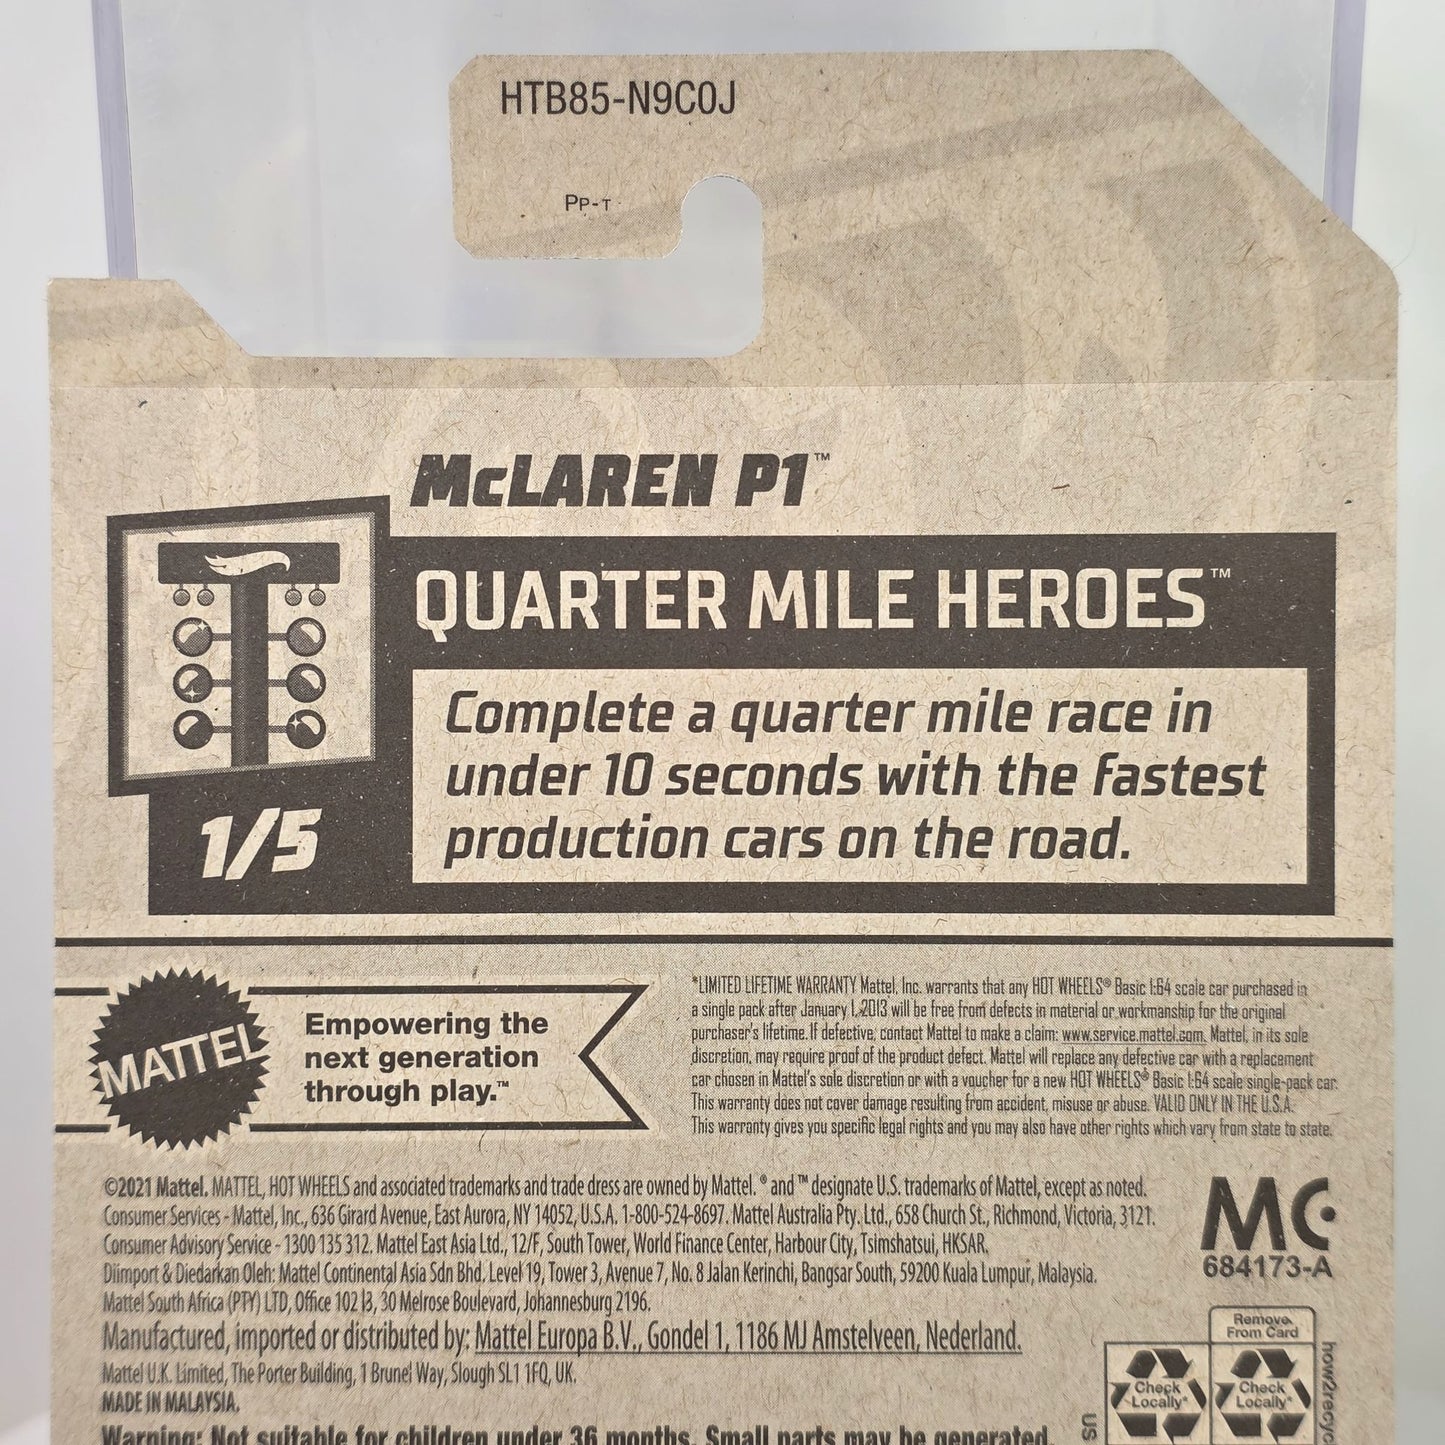 HTB85-N9C0J
PP-T
McLAREN P1™
QUARTER MILE HEROES™
Complete a quarter mile race in
under 10 seconds with the fastest
production cars on the road.
1/5
MATTEL
Empowering the
next generation
through play.™
*LIMITED LIFETIME WARRANTY Mattel, Inc. warrants that any HOT WHEELS® Basic 1:64 scale car purchased in
a single pack after January 1, 2013 will be free from defects in material or workmanship for the original
purchaser's lifetime. If defective, contact Mattel to make a claim: www.service.mattel.com. Mattel, in its sole
discretion, may require proof of the product defect. Mattel will replace any defective car with a replacement
car chosen in Mattel's sole discretion or with a voucher for a new HOT WHEELS® Basic 1:64 scale single-pack car.
This warranty does not cover damage resulting from accident, misuse or abuse. VALID ONLY IN THE U.S.A.
This warranty gives you specific legal rights and you may also have other rights which vary from state to state.
©2021 Mattel. MATTEL, HOT WHEELS and associated trademarks and trade dress are owned by Mattel. ® and ™ designate U.S. trademarks of Mattel, except as noted.
Consumer Services - Mattel, Inc., 636 Girard Avenue, East Aurora, NY 14052, U.S.A. 1-800-524-8697. Mattel Australia Pty. Ltd., 658 Church St., Richmond, Victoria, 3121.
Consumer Advisory Service - 1300 135 312. Mattel East Asia Ltd., 12/F, South Tower, World Finance Center, Harbour City, Tsimshatsui, HKSAR.
Diimport & Diedarkan Oleh: Mattel Continental Asia Sdn Bhd. Level 19, Tower 3, Avenue 7, No. 8 Jalan Kerinchi, Bangsar South, 59200 Kuala Lumpur, Malaysia.
Mattel South Africa (PTY) LTD, Office 102 I3, 30 Melrose Boulevard, Johannesburg 2196.
Manufactured, imported or distributed by: Mattel Europa B.V., Gondel 1, 1186 MJ Amstelveen, Nederland.
Mattel U.K. Limited, The Porter Building, 1 Brunel Way, Slough SL1 1FQ, UK.
MADE IN MALAYSIA.
Warning: Not suitable for children under 36 months. Small parts may be generated.
MC
684173-A
Remove
From Card
Check
Locally*
Check
Locally*
US
how2recyc